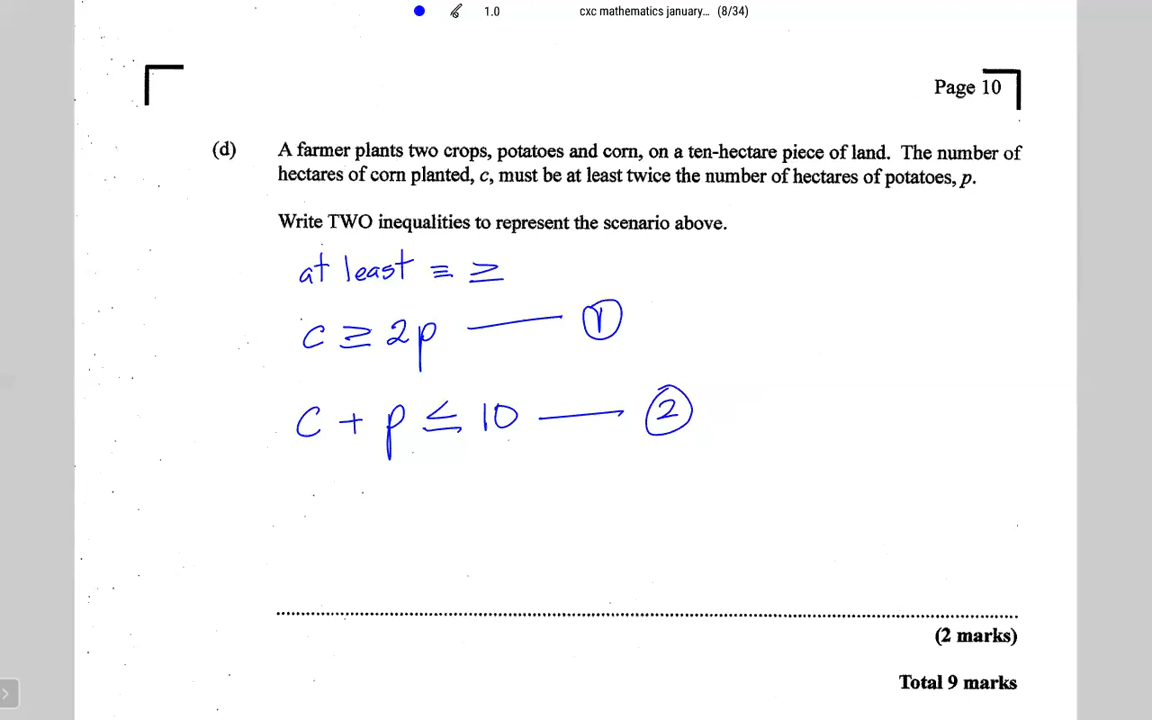 1.0 cxc mathematics january... (8/34)
Page 10
(d) A farmer plants two crops, potatoes and corn, on a ten-hectare piece of land. The number of
hectares of corn planted, c, must be at least twice the number of hectares of potatoes, p.
Write TWO inequalities to represent the scenario above.
at least ≡ ≥
c ≥ 2p —— ①
c + p ≤ 10 —— ②
(2 marks)
Total 9 marks